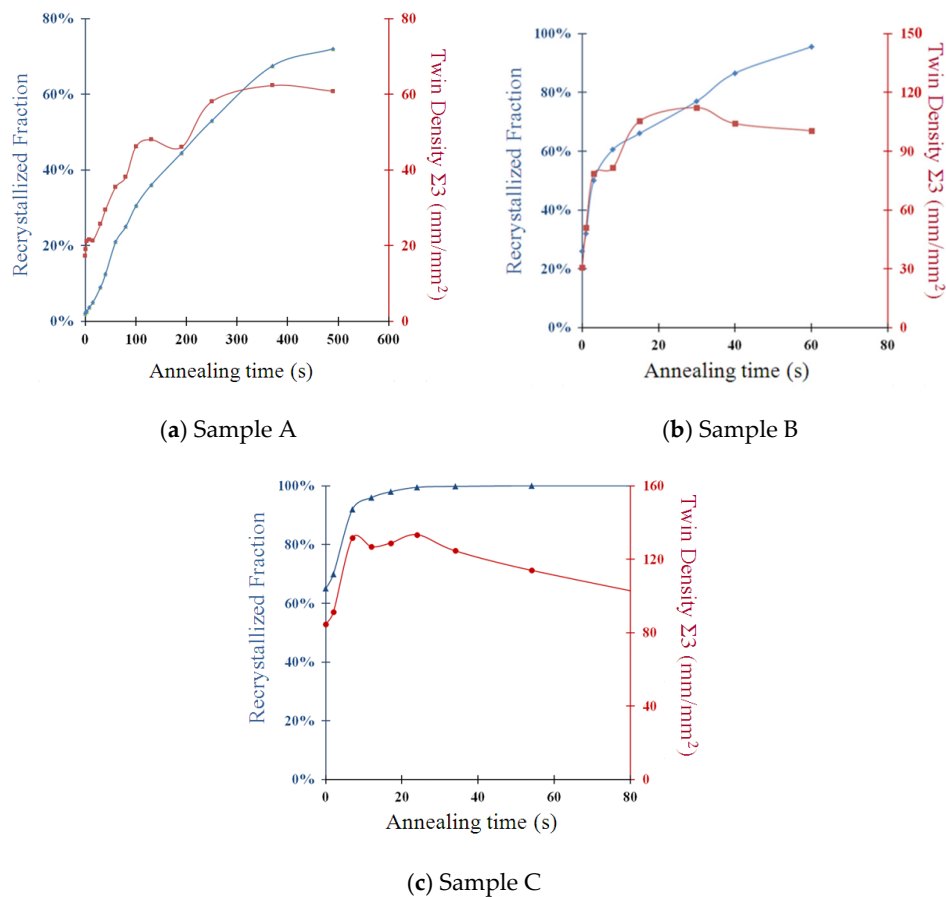 80%
60%
40%
20%
0%
Recrystallized Fraction
80
60
40
20
0
Twin Density Σ3 (mm/mm²)
0 100 200 300 400 500 600
Annealing time (s)
(a) Sample A
100%
80%
60%
40%
20%
0%
Recrystallized Fraction
150
120
90
60
30
0
Twin Density Σ3 (mm/mm²)
0 20 40 60 80
Annealing time (s)
(b) Sample B
100%
80%
60%
40%
20%
0%
Recrystallized Fraction
160
120
80
40
0
Twin Density Σ3 (mm/mm²)
0 20 40 60 80
Annealing time (s)
(c) Sample C